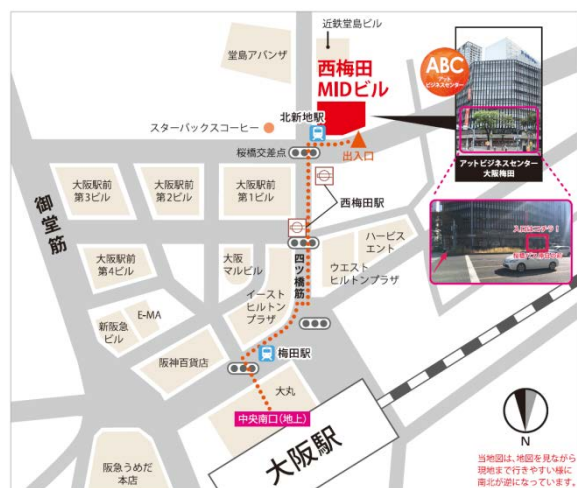 近鉄堂島ビル
堂島アバンザ
西梅田
MIDビル
ABC
アット
ビジネスセンター
北新地駅
スターバックスコーヒー
桜橋交差点
出入口
アットビジネスセンター
大阪梅田
大阪駅前
第3ビル
大阪駅前
第2ビル
大阪駅前
第1ビル
西梅田駅
御堂筋
大阪駅前
第4ビル
大阪
マルビル
四ツ橋筋
ハービス
エント
ウエスト
ヒルトンプラザ
イースト
ヒルトン
プラザ
E-MA
新阪急
ビル
阪神百貨店
梅田駅
大丸
中央南口(地上)
大阪駅
阪急うめだ
本店
入口はコチラ!
N
当地図は、地図を見ながら
現地まで行きやすい様に
南北が逆になっています。